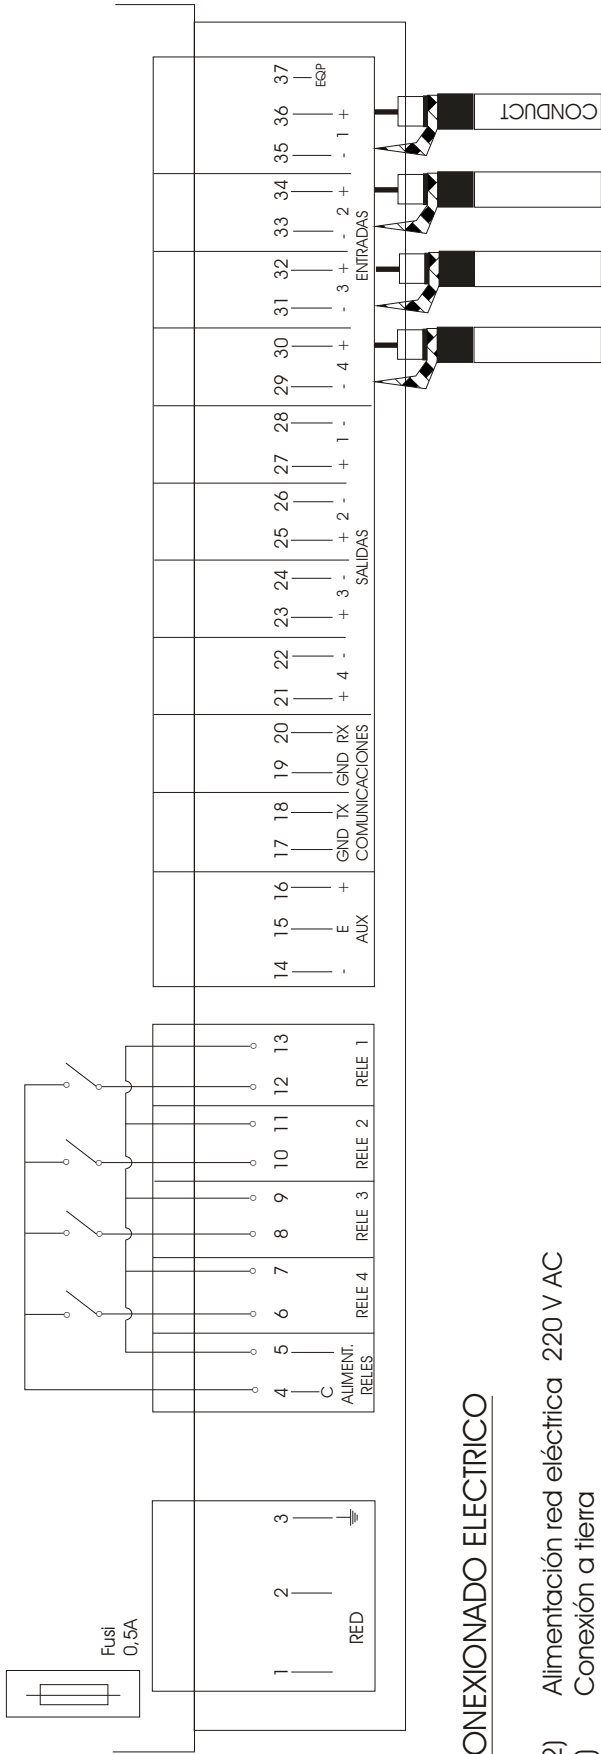 Fusi
0,5A
1 2 3
RED
4 5 6 7 8 9 10 11 12 13
C
ALIMENT.
RELES
RELE 4 RELE 3 RELE 2 RELE 1
14 15 16 17 18 19 20 21 22 23 24 25 26 27 28 29 30 31 32 33 34 35 36 37
- E + GND TX GND RX + 4 - + 3 - + 2 - + 1 - - 4 + - 3 + - 2 + - 1 + EQP
AUX COMUNICACIONES SALIDAS ENTRADAS
CONDUCT
ONEXIONADO ELECTRICO
2) Alimentación red eléctrica 220 V AC
) Conexión a tierra